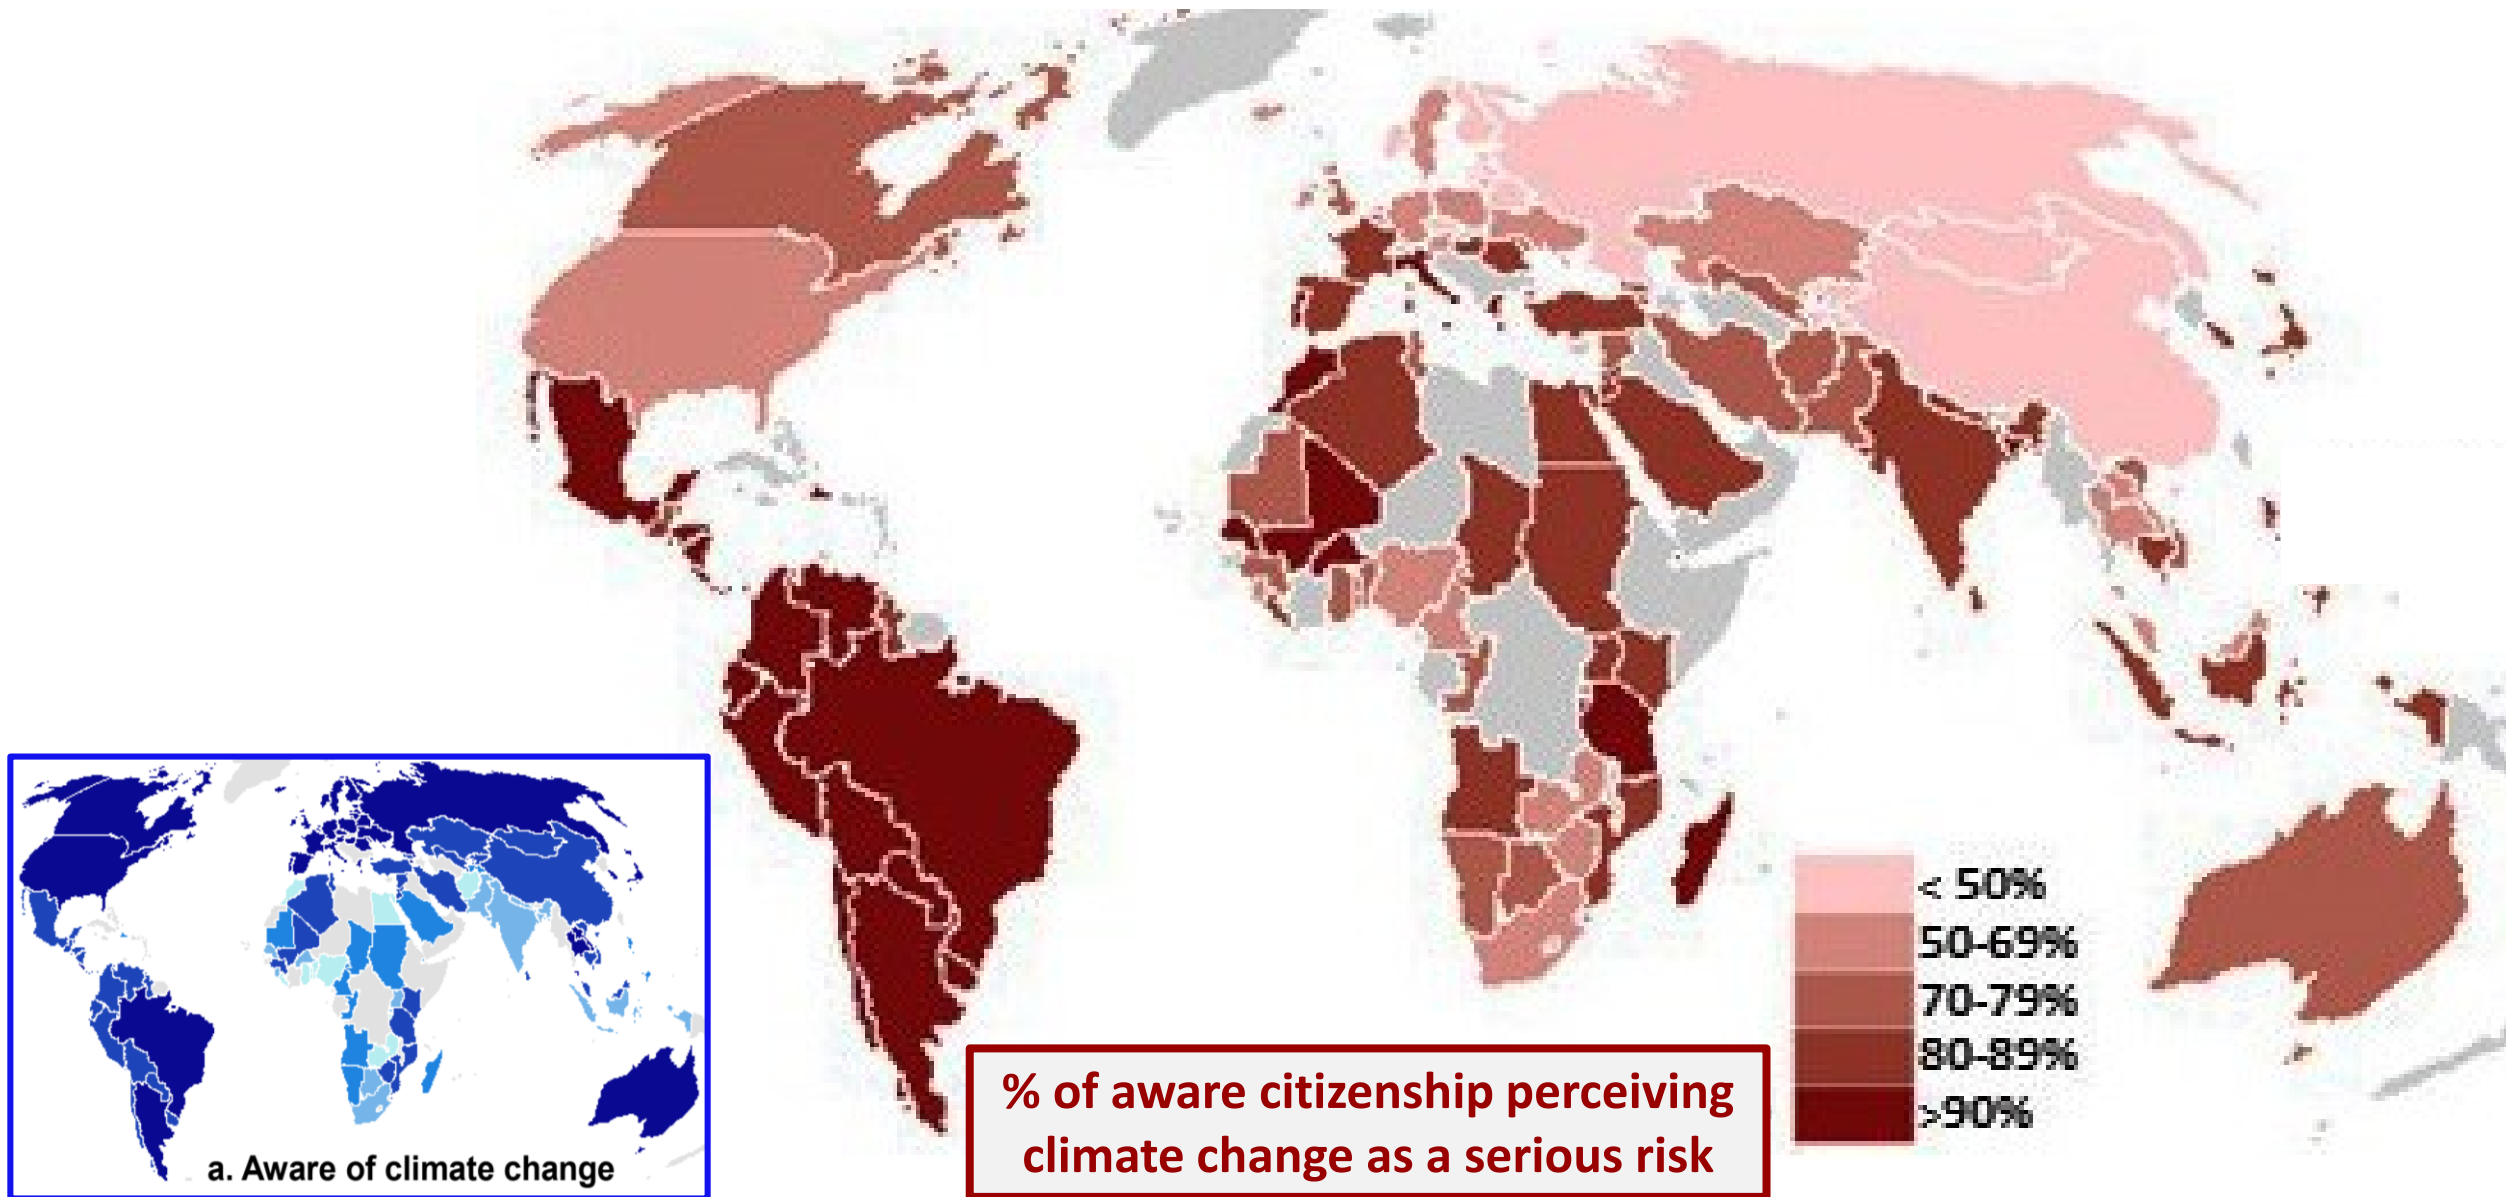 < 50%
50-69%
70-79%
80-89%
>90%
% of aware citizenship perceiving
climate change as a serious risk
a. Aware of climate change